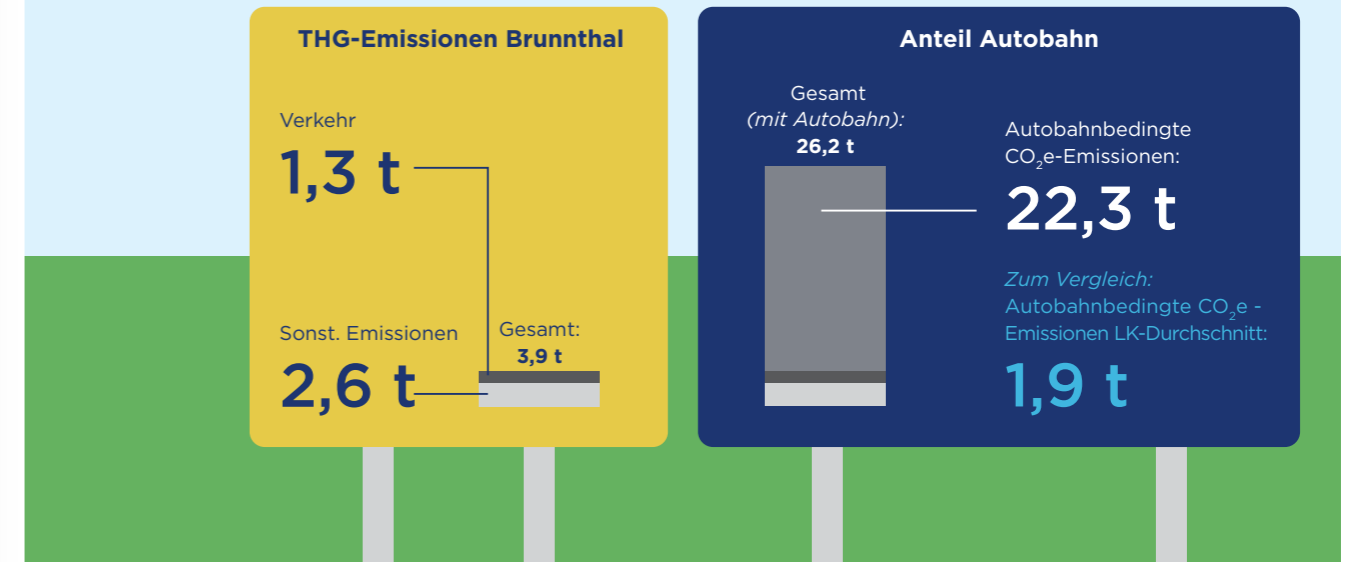 THG-Emissionen Brunnthal
Verkehr
1,3 t
Sonst. Emissionen
2,6 t
Gesamt:
3,9 t
Anteil Autobahn
Gesamt
(mit Autobahn):
26,2 t
Autobahnbedingte
CO₂e-Emissionen:
22,3 t
Zum Vergleich:
Autobahnbedingte CO₂e -
Emissionen LK-Durchschnitt:
1,9 t